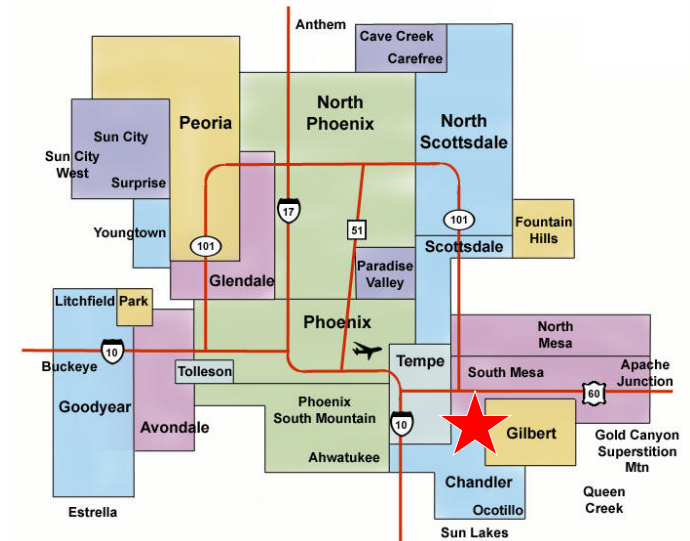 Anthem
Cave Creek
Carefree
North
Phoenix
Peoria
North
Scottsdale
Sun City
Sun City
West
Surprise
17
101
101
51
Youngtown
Fountain
Hills
Scottsdale
Paradise
Valley
Glendale
Litchfield Park
Phoenix
North
Mesa
10
Buckeye
Tolleson
Tempe
South Mesa
Apache
Junction
60
Goodyear
Avondale
Phoenix
South Mountain
10
Gilbert
Gold Canyon
Superstition
Mtn
Ahwatukee
Chandler
Queen
Creek
Estrella
Ocotillo
Sun Lakes